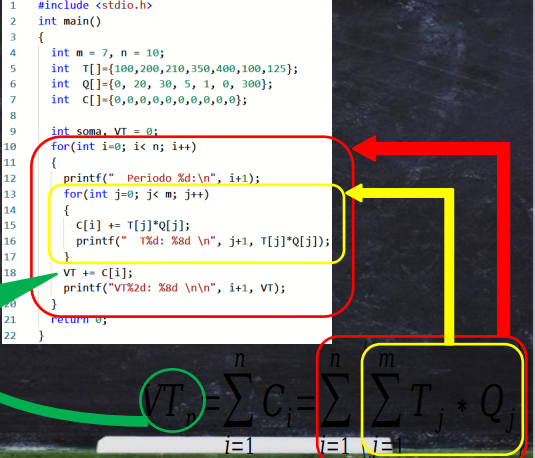 1 #include <stdio.h>
2 int main()
3 {
4 int m = 7, n = 10;
5 int T[]={100,200,210,350,400,100,125};
6 int Q[]={0, 20, 30, 5, 1, 0, 300};
7 int C[]={0,0,0,0,0,0,0,0,0,0};
8
9 int soma, VT = 0;
10 for(int i=0; i< n; i++)
11 {
12 printf(" Periodo %d:\n", i+1);
13 for(int j=0; j< m; j++)
14 {
15 C[i] += T[j]*Q[j];
16 printf(" T%d: %8d \n", j+1, T[j]*Q[j]);
17 }
18 VT += C[i];
19 printf("VT%2d: %8d \n\n", i+1, VT);
20 }
21 return 0;
22 }
n n m
VT_n = ∑ C_i = ∑ ∑ T_j * Q_j
i=1 i=1 j=1